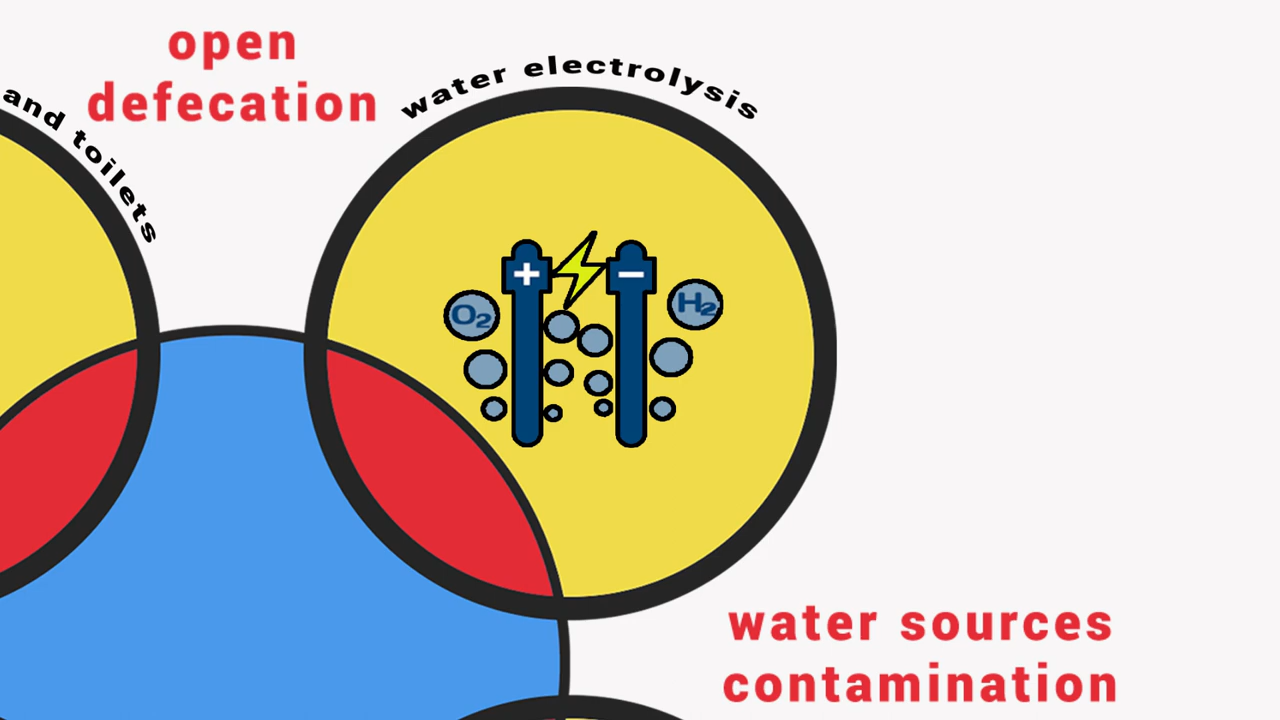 open
defecation
water electrolysis
and toilets
+
−
O₂
H₂
water sources
contamination